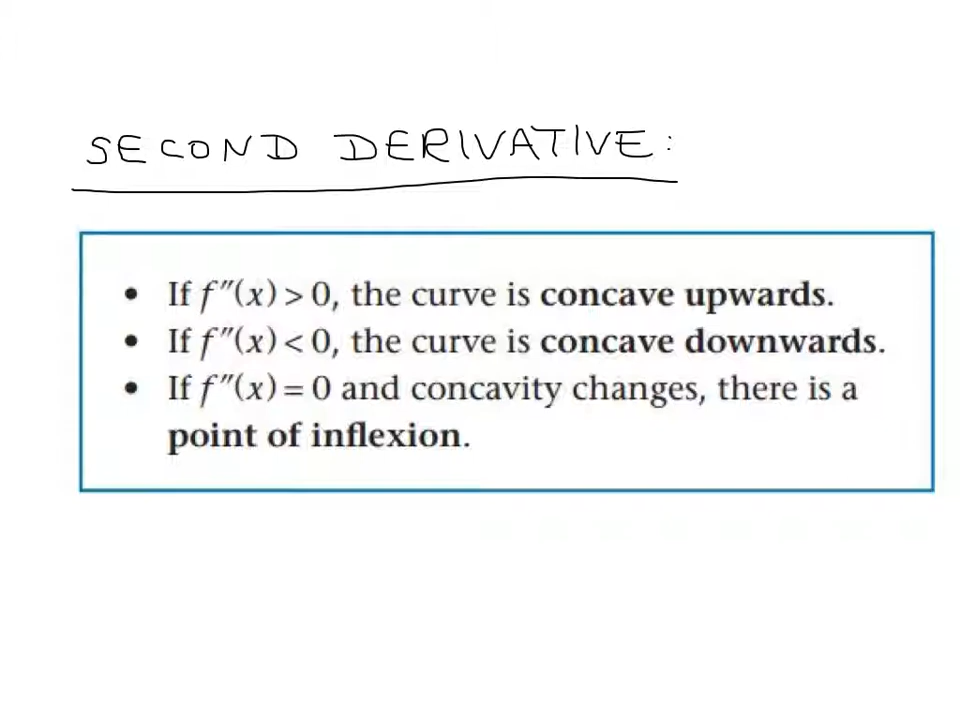 SECOND DERIVATIVE:
• If f″(x) > 0, the curve is concave upwards.
• If f″(x) < 0, the curve is concave downwards.
• If f″(x) = 0 and concavity changes, there is a
point of inflexion.